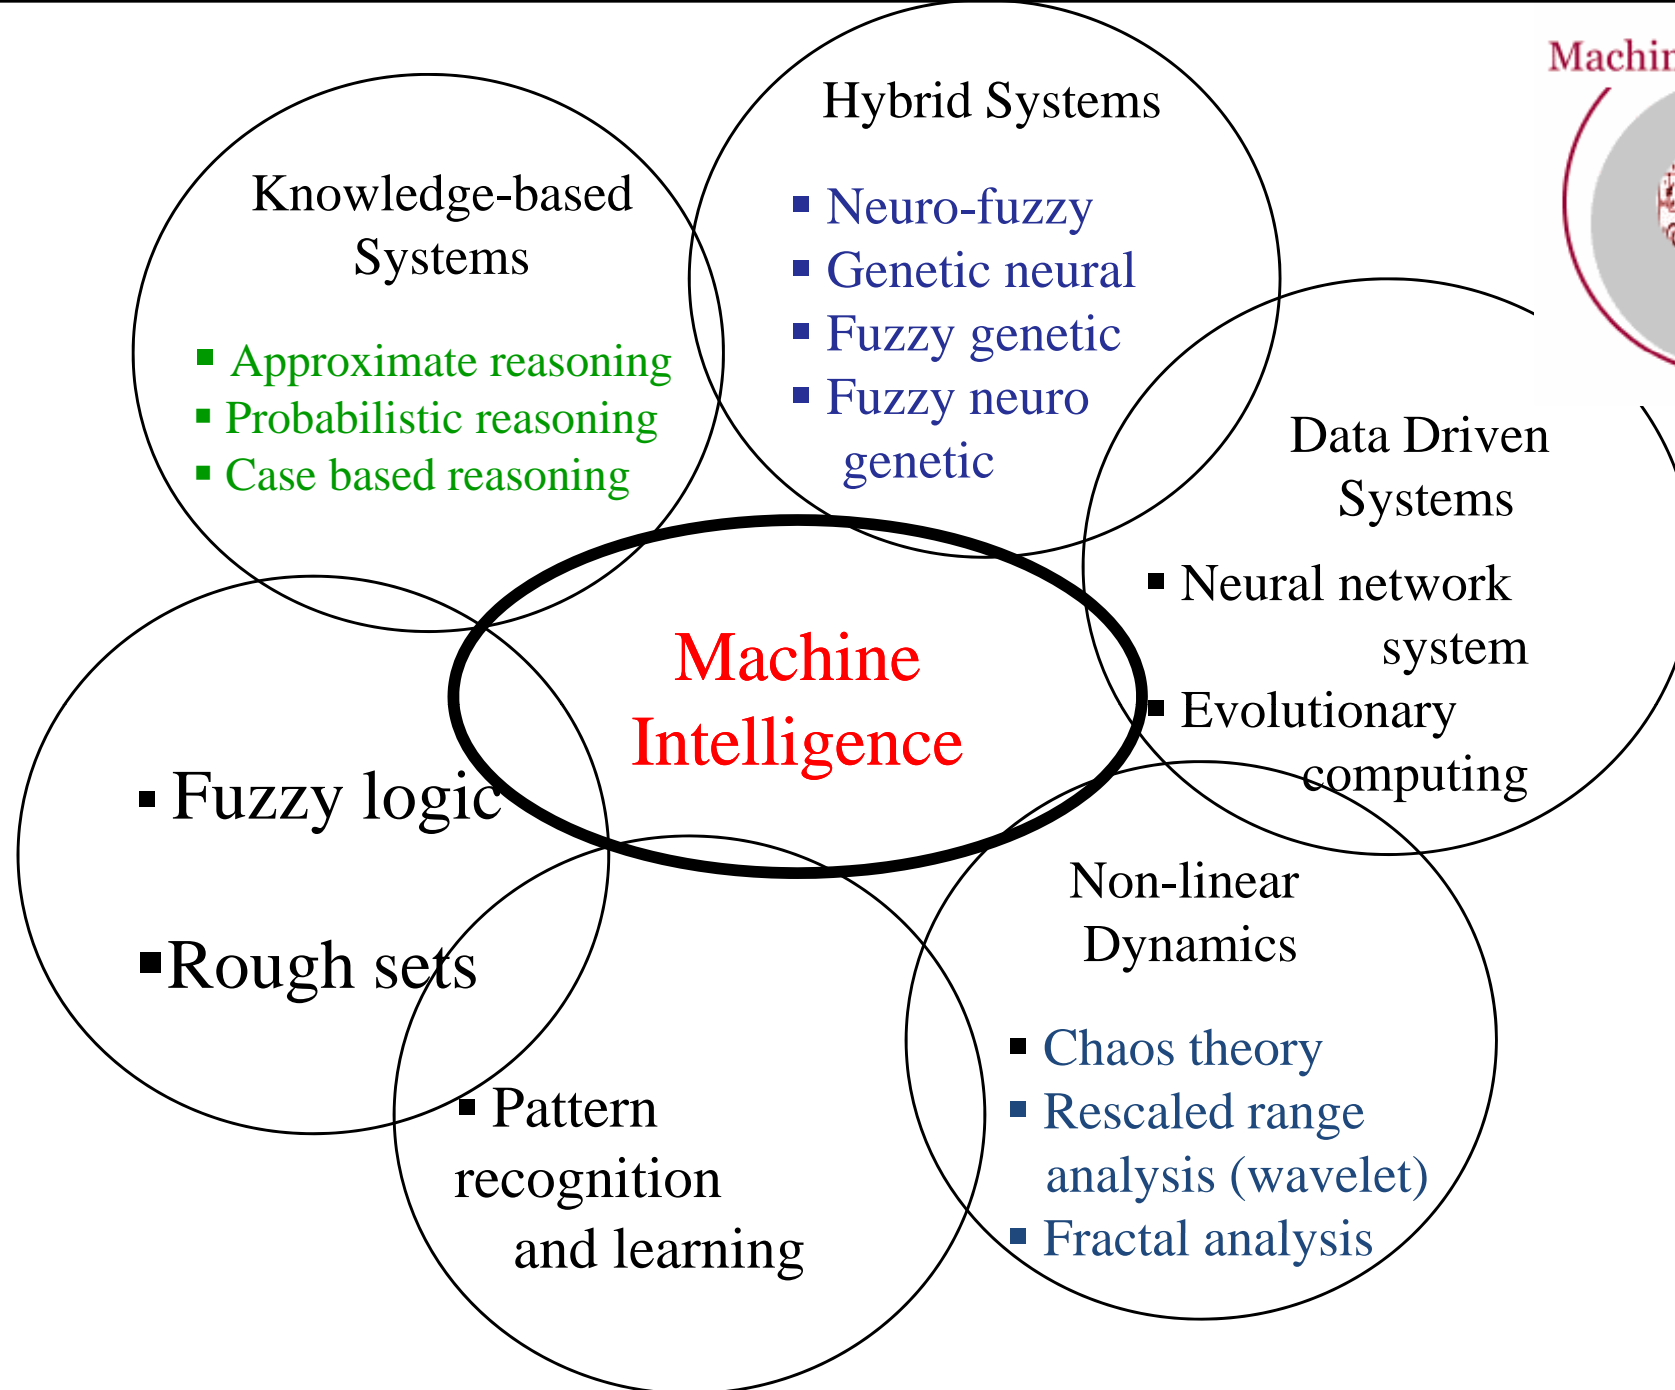 Hybrid Systems
▪ Neuro-fuzzy
▪ Genetic neural
▪ Fuzzy genetic
▪ Fuzzy neuro
genetic
Knowledge-based
Systems
▪ Approximate reasoning
▪ Probabilistic reasoning
▪ Case based reasoning
Data Driven
Systems
▪ Neural network
system
▪ Evolutionary
computing
Machine
Intelligence
▪ Fuzzy logic
▪ Rough sets
Non-linear
Dynamics
▪ Chaos theory
▪ Rescaled range
analysis (wavelet)
▪ Fractal analysis
▪ Pattern
recognition
and learning